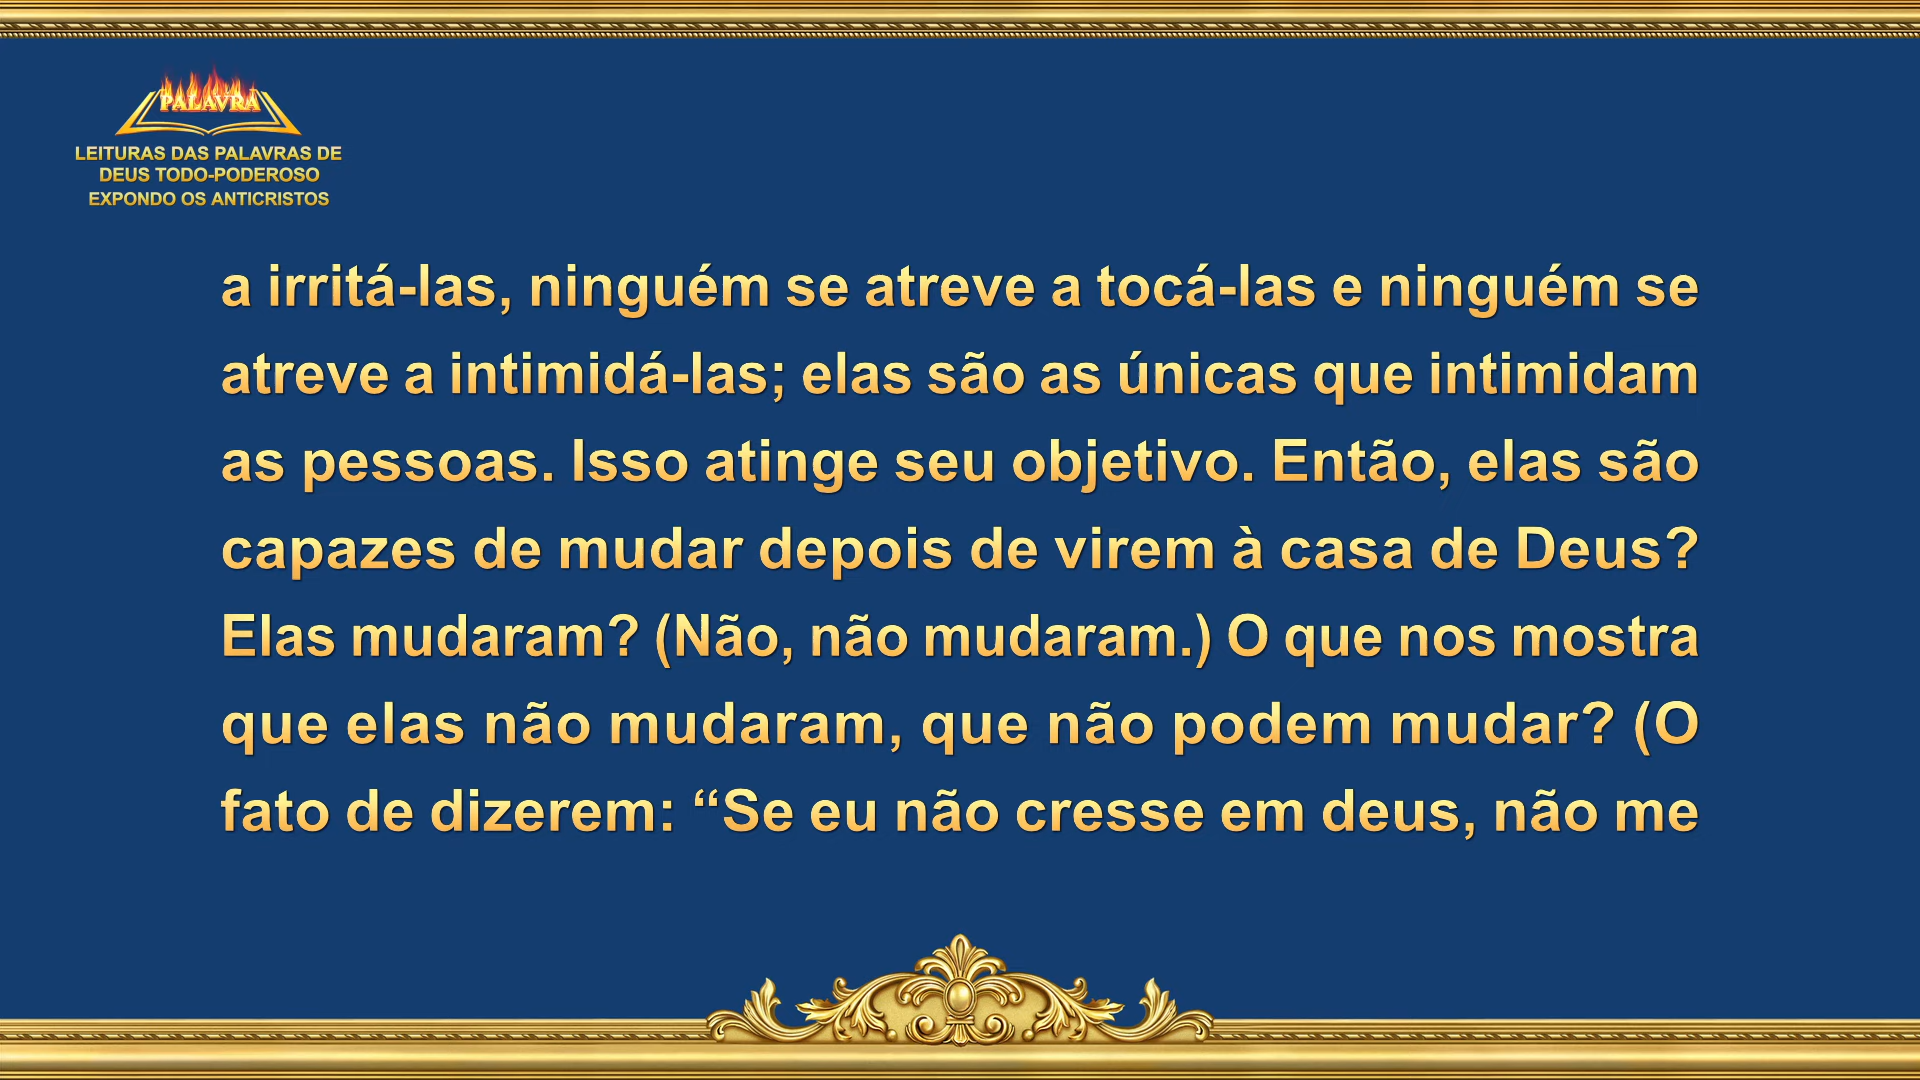 PALAVRA
LEITURAS DAS PALAVRAS DE
DEUS TODO-PODEROSO
EXPONDO OS ANTICRISTOS
a irritá-las, ninguém se atreve a tocá-las e ninguém se
atreve a intimidá-las; elas são as únicas que intimidam
as pessoas. Isso atinge seu objetivo. Então, elas são
capazes de mudar depois de virem à casa de Deus?
Elas mudaram? (Não, não mudaram.) O que nos mostra
que elas não mudaram, que não podem mudar? (O
fato de dizerem: “Se eu não cresse em deus, não me